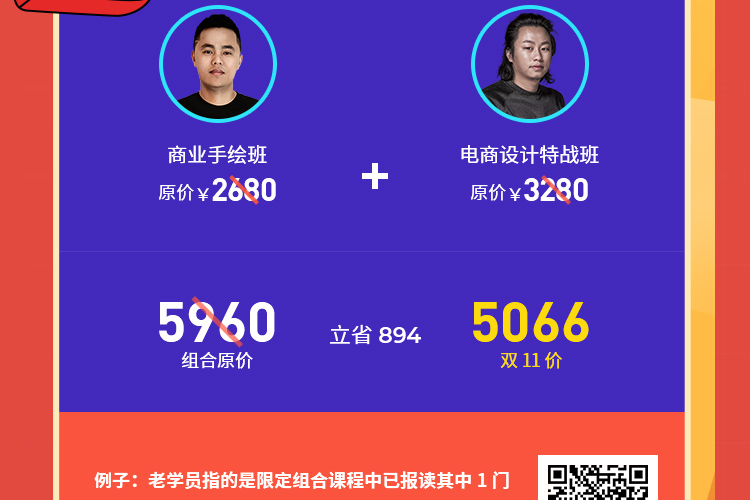 商业手绘班
原价￥2680
+
电商设计特战班
原价￥3280
5960
组合原价
立省 894
5066
双11价
例子：老学员指的是限定组合课程中已报读其中1门